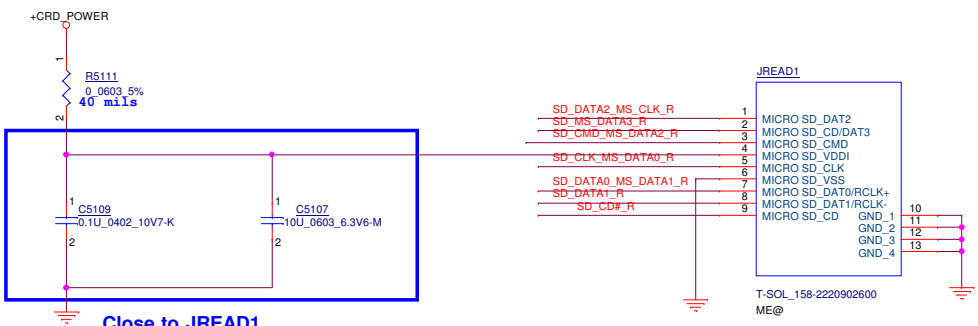 +CRD_POWER
1
R5111
0_0603_5%
40 mils
2
1
C5109
0.1U_0402_10V7-K
2
1
C5107
10U_0603_6.3V6-M
2
Close to JREAD1
JREAD1
SD_DATA2_MS_CLK_R
SD_MS_DATA3_R
SD_CMD_MS_DATA2_R
SD_CLK_MS_DATA0_R
SD_DATA0_MS_DATA1_R
SD_DATA1_R
SD_CD#_R
1 MICRO SD_DAT2
2 MICRO SD_CD/DAT3
3 MICRO SD_CMD
4 MICRO SD_VDDI
5 MICRO SD_CLK
6 MICRO SD_VSS
7 MICRO SD_DAT0/RCLK+
8 MICRO SD_DAT1/RCLK-
9 MICRO SD_CD
GND_1 10
GND_2 11
GND_3 12
GND_4 13
T-SOL_158-2220902600
ME@